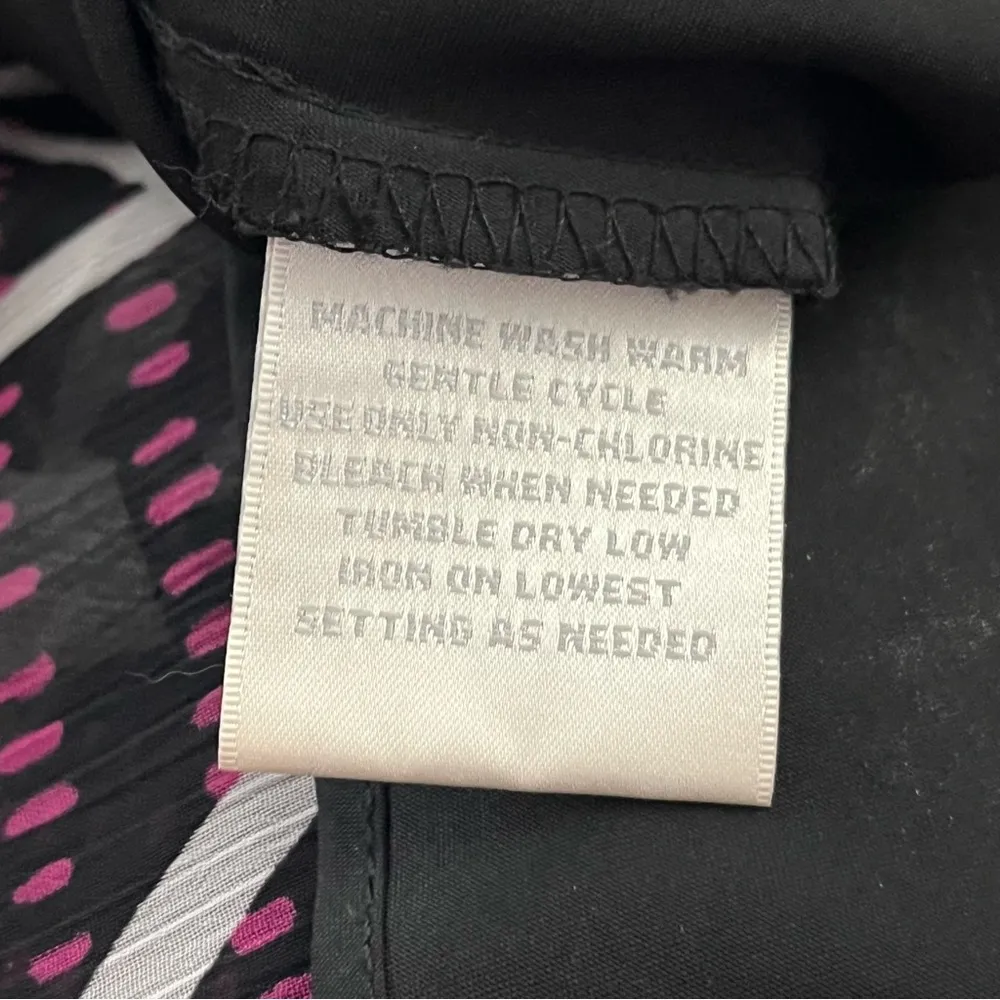 MACHINE WASH WARM
GENTLE CYCLE
USE ONLY NON-CHLORINE
BLEACH WHEN NEEDED
TUMBLE DRY LOW
IRON ON LOWEST
SETTING AS NEEDED